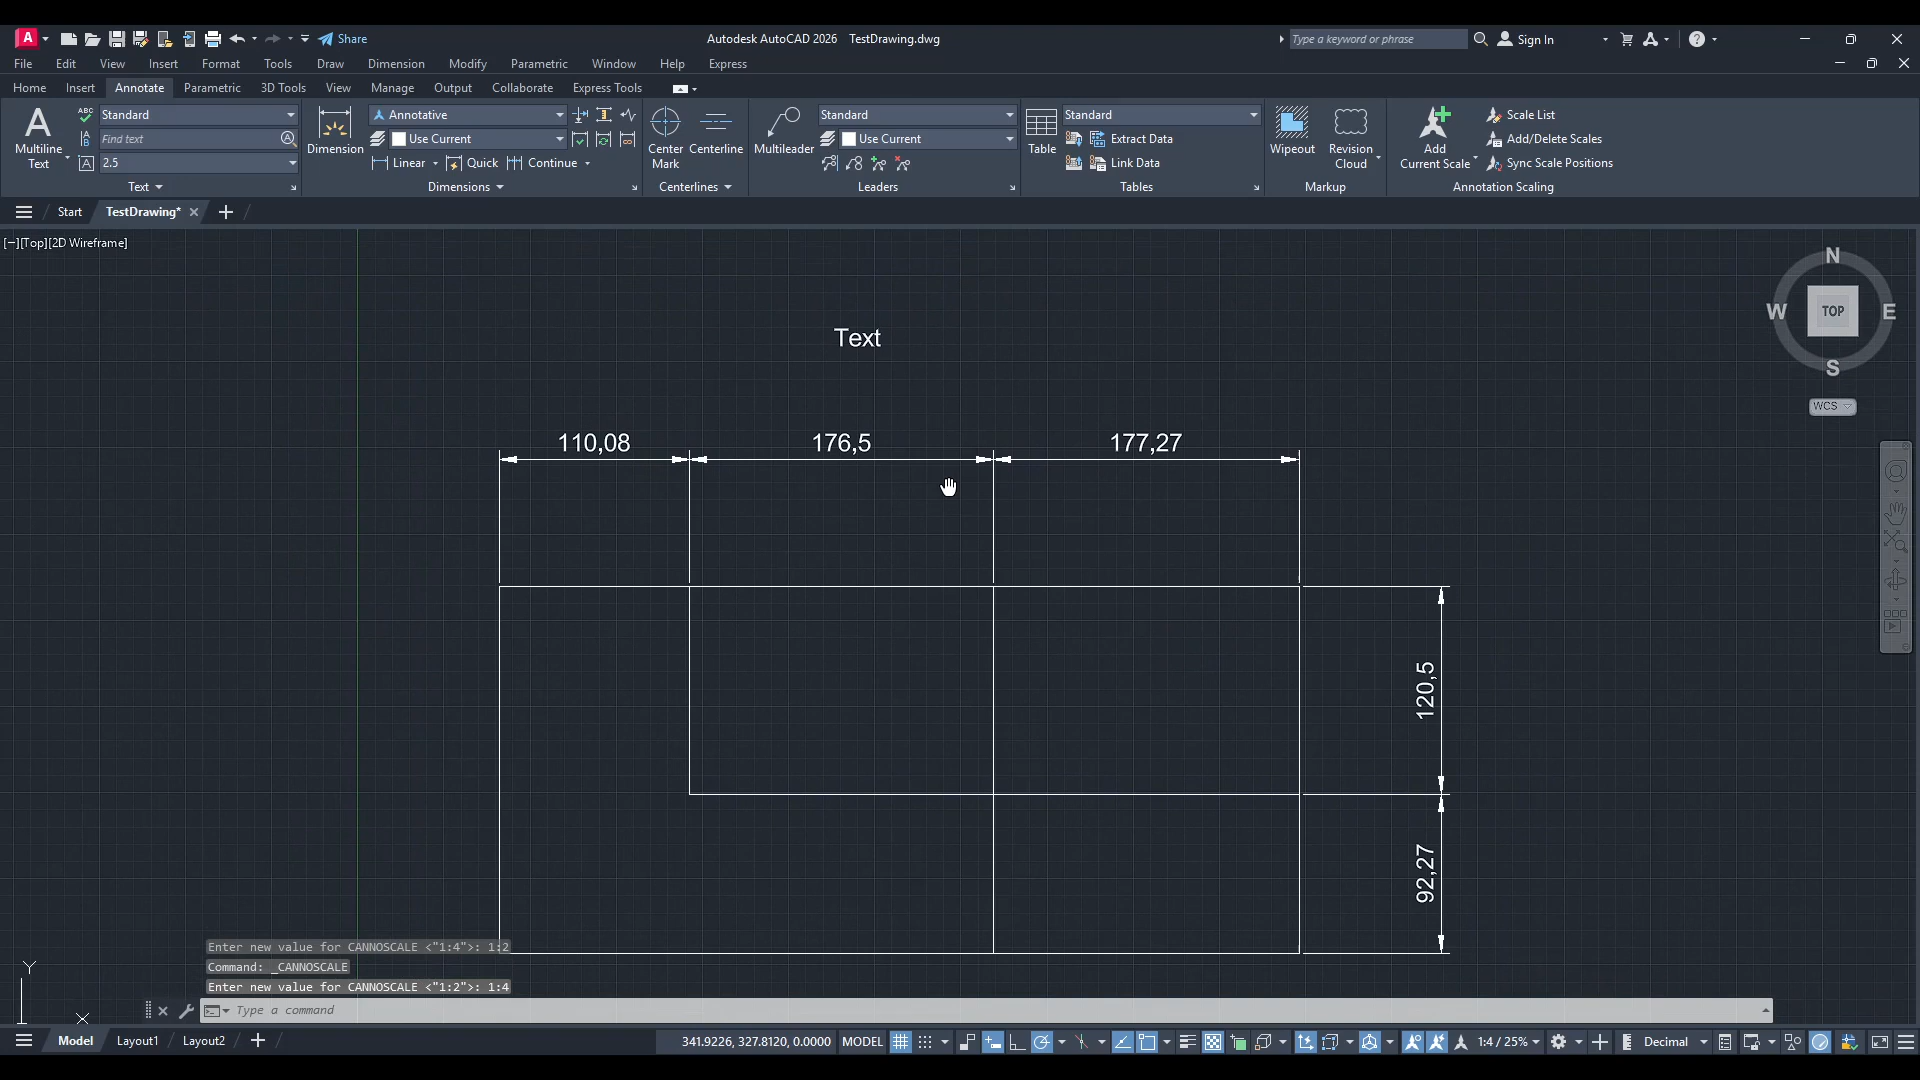 A
Share
Autodesk AutoCAD 2026 TestDrawing.dwg
Type a keyword or phrase
Sign In
File Edit View Insert Format Tools Draw Dimension Modify Parametric Window Help Express
Home Insert Annotate Parametric 3D Tools View Manage Output Collaborate Express Tools
Multiline Text
ABC Standard
Find text
2.5
Text
Dimension
Annotative
Use Current
Linear Quick Continue
Dimensions
Center Mark
Centerline
Centerlines
Multileader
Standard
Use Current
Leaders
Table
Standard
Extract Data
Link Data
Tables
Wipeout
Revision Cloud
Markup
Add Current Scale
Scale List
Add/Delete Scales
Sync Scale Positions
Annotation Scaling
Start TestDrawing*
[−][Top][2D Wireframe]
N
W TOP E
S
WCS
Text
110,08 176,5 177,27
120,5
92,27
Y
Enter new value for CANNOSCALE <"1:4">: 1:2
Command: _CANNOSCALE
Enter new value for CANNOSCALE <"1:2">: 1:4
Type a command
Model Layout1 Layout2
341.9226, 327.8120, 0.0000 MODEL 1:4 / 25% Decimal